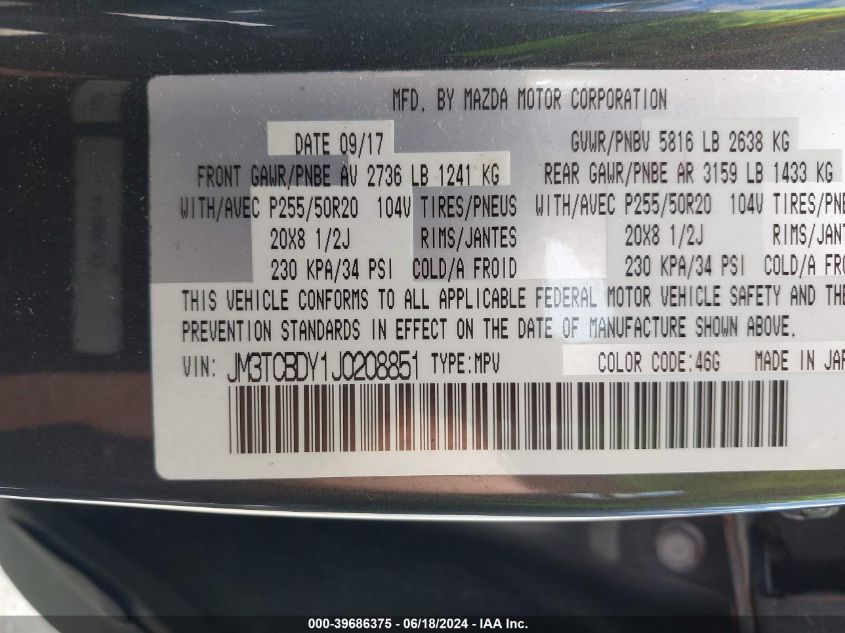 MFD. BY MAZDA MOTOR CORPORATION
DATE 09/17 GVWR/PNBV 5816 LB 2638 KG
FRONT GAWR/PNBE AV 2736 LB 1241 KG REAR GAWR/PNBE AR 3159 LB 1433 KG
WITH/AVEC P255/50R20 104V TIRES/PNEUS WITH/AVEC P255/50R20 104V TIRES/PNE
20X8 1/2J RIMS/JANTES 20X8 1/2J RIMS/JANT
230 KPA/34 PSI COLD/A FROID 230 KPA/34 PSI COLD/A FRO
THIS VEHICLE CONFORMS TO ALL APPLICABLE FEDERAL MOTOR VEHICLE SAFETY AND THE
PREVENTION STANDARDS IN EFFECT ON THE DATE OF MANUFACTURE SHOWN ABOVE.
VIN: JM3TCBDY1J0208851 TYPE:MPV COLOR CODE:46G MADE IN JAP
000-39686375 - 06/18/2024 - IAA Inc.